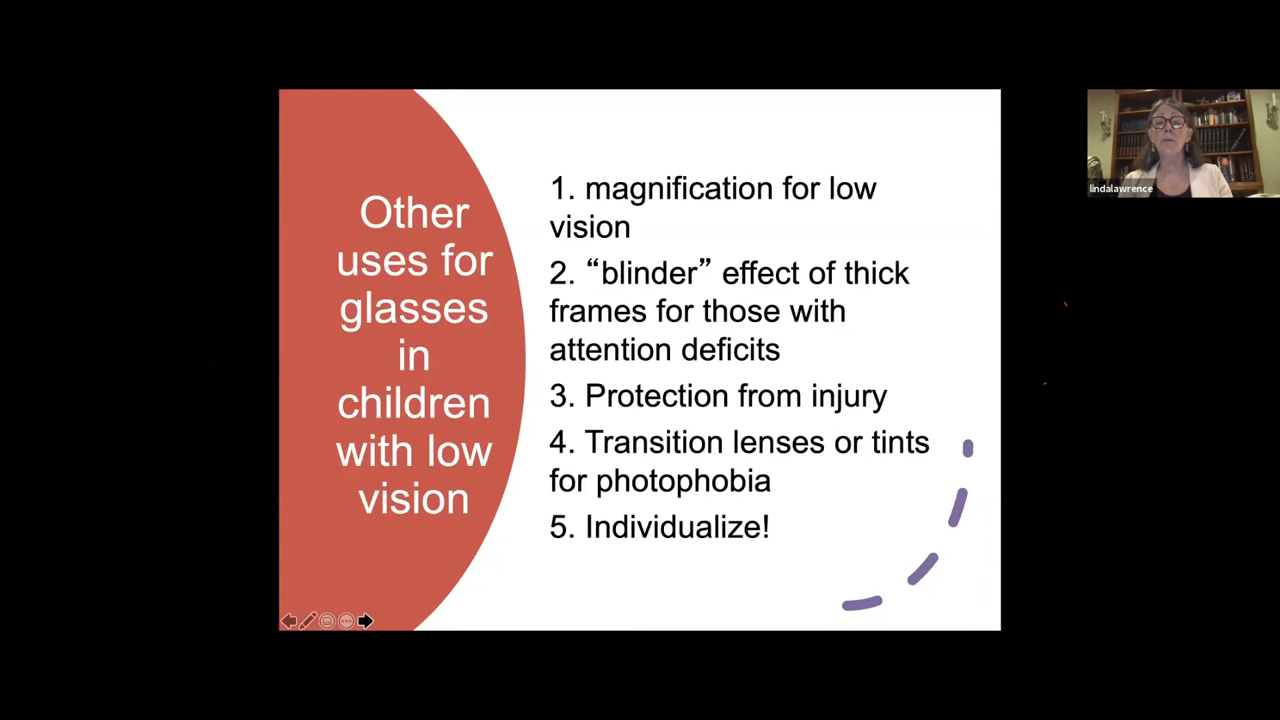 Other
uses for
glasses
in
children
with low
vision
1. magnification for low
vision
2. “blinder” effect of thick
frames for those with
attention deficits
3. Protection from injury
4. Transition lenses or tints
for photophobia
5. Individualize!
lindalawrence